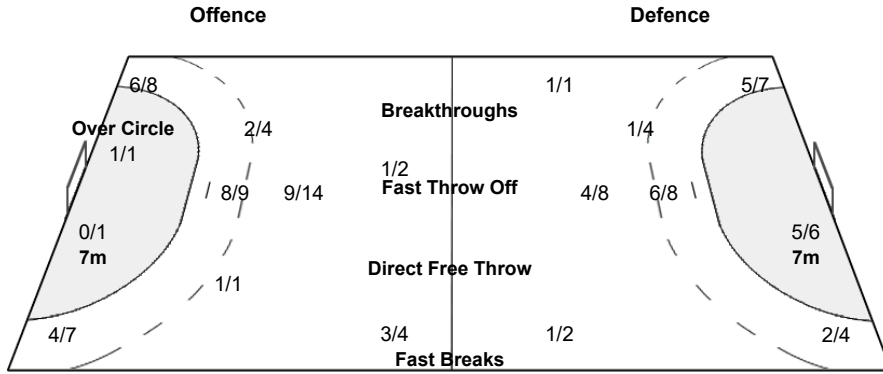 Offence Defence
6/8 1/1 5/7
Breakthroughs
Over Circle 2/4 1/4
1/1
1/2
8/9 9/14 Fast Throw Off 4/8 6/8
0/1 5/6
7m 7m
Direct Free Throw
1/1
4/7 3/4 1/2 2/4
Fast Breaks